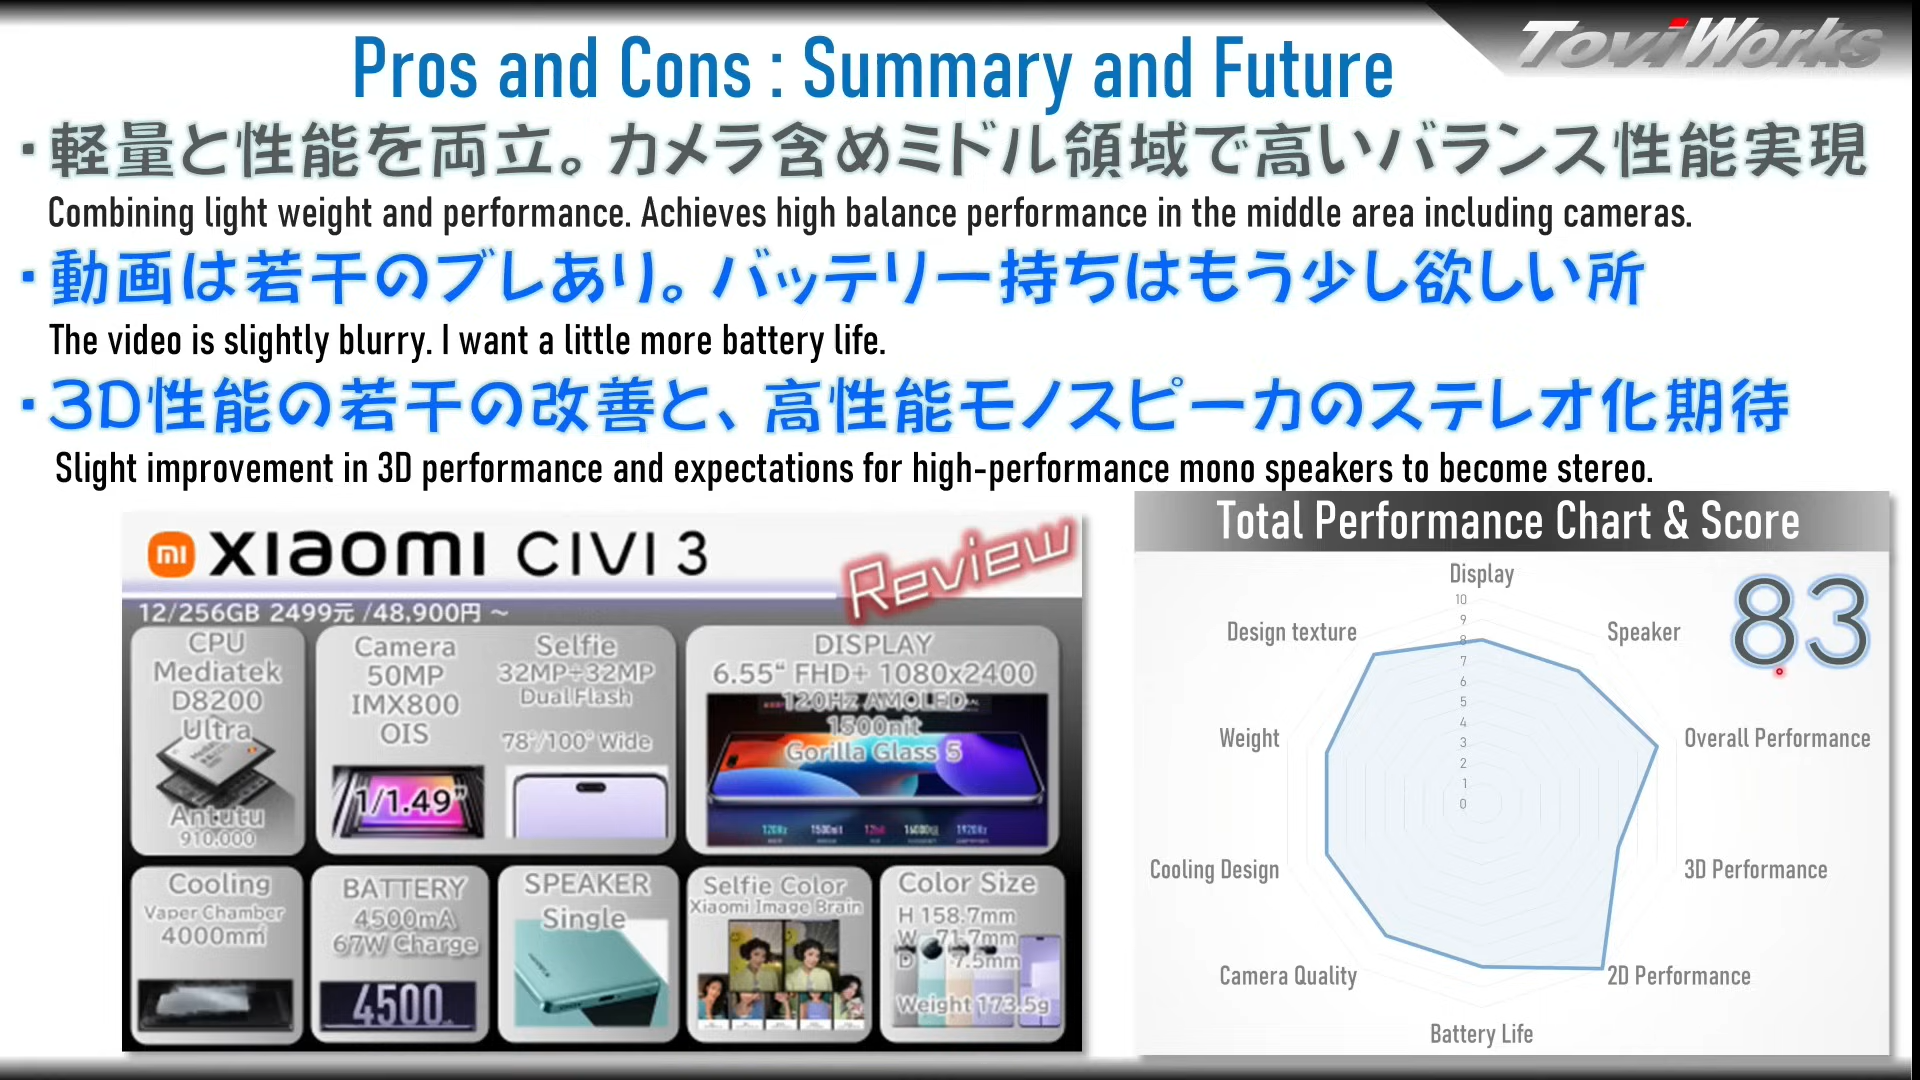 ToviWorks
Pros and Cons : Summary and Future
・軽量と性能を両立。カメラ含めミドル領域で高いバランス性能実現
Combining light weight and performance. Achieves high balance performance in the middle area including cameras.
・動画は若干のブレあり。バッテリー持ちはもう少し欲しい所
The video is slightly blurry. I want a little more battery life.
・3D性能の若干の改善と、高性能モノスピーカのステレオ化期待
Slight improvement in 3D performance and expectations for high-performance mono speakers to become stereo.
mi XIAOMI CIVI 3
Review
12/256GB 2499元 /48,900円 ～
CPU
Mediatek
D8200
Ultra
Antutu
910.000
Camera
50MP
IMX800
OIS
1/1.49"
Selfie
32MP+32MP
Dual Flash
78°/100° Wide
DISPLAY
6.55“ FHD+ 1080x2400
120Hz AMOLED
1500nit
Gorilla Glass 5
120Hz 1500nit 12bit 1920Hz
Cooling
Vaper Chamber
4000mm
BATTERY
4500mA
67W Charge
4500
SPEAKER
Single
Selfie Color
Xiaomi Image Brain
Color Size
H 158.7mm
W 71.7mm
D 7.5mm
Weight 173.5g
Total Performance Chart & Score
83
Display
Speaker
Overall Performance
3D Performance
2D Performance
Battery Life
Camera Quality
Cooling Design
Weight
Design texture
10
9
8
7
6
5
4
3
2
1
0